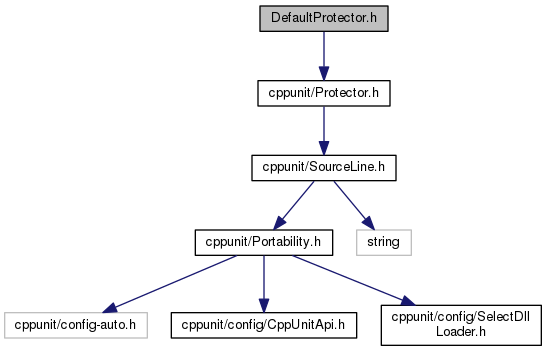 DefaultProtector.h
cppunit/Protector.h
cppunit/SourceLine.h
cppunit/Portability.h
string
cppunit/config-auto.h
cppunit/config/CppUnitApi.h
cppunit/config/SelectDll
Loader.h